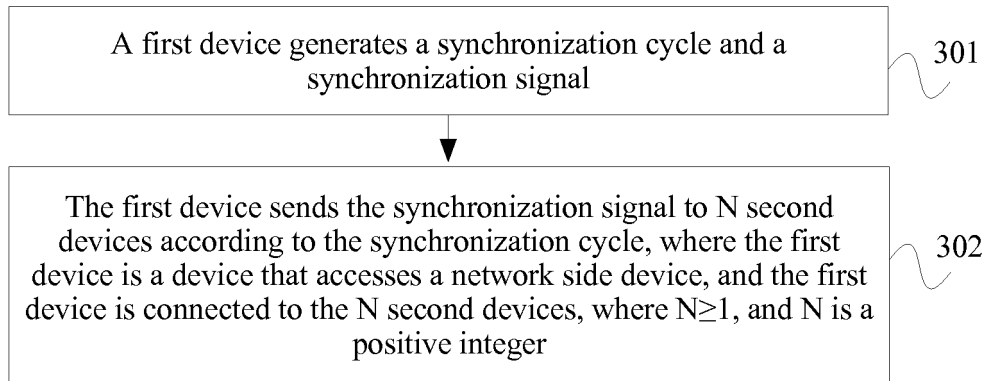 A first device generates a synchronization cycle and a
synchronization signal
301
The first device sends the synchronization signal to N second
devices according to the synchronization cycle, where the first
device is a device that accesses a network side device, and the first
device is connected to the N second devices, where N≥1, and N is a
positive integer
302